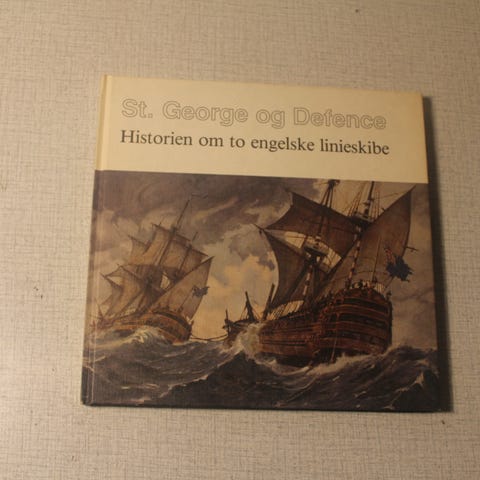 St. George og Defence
Historien om to engelske linieskibe